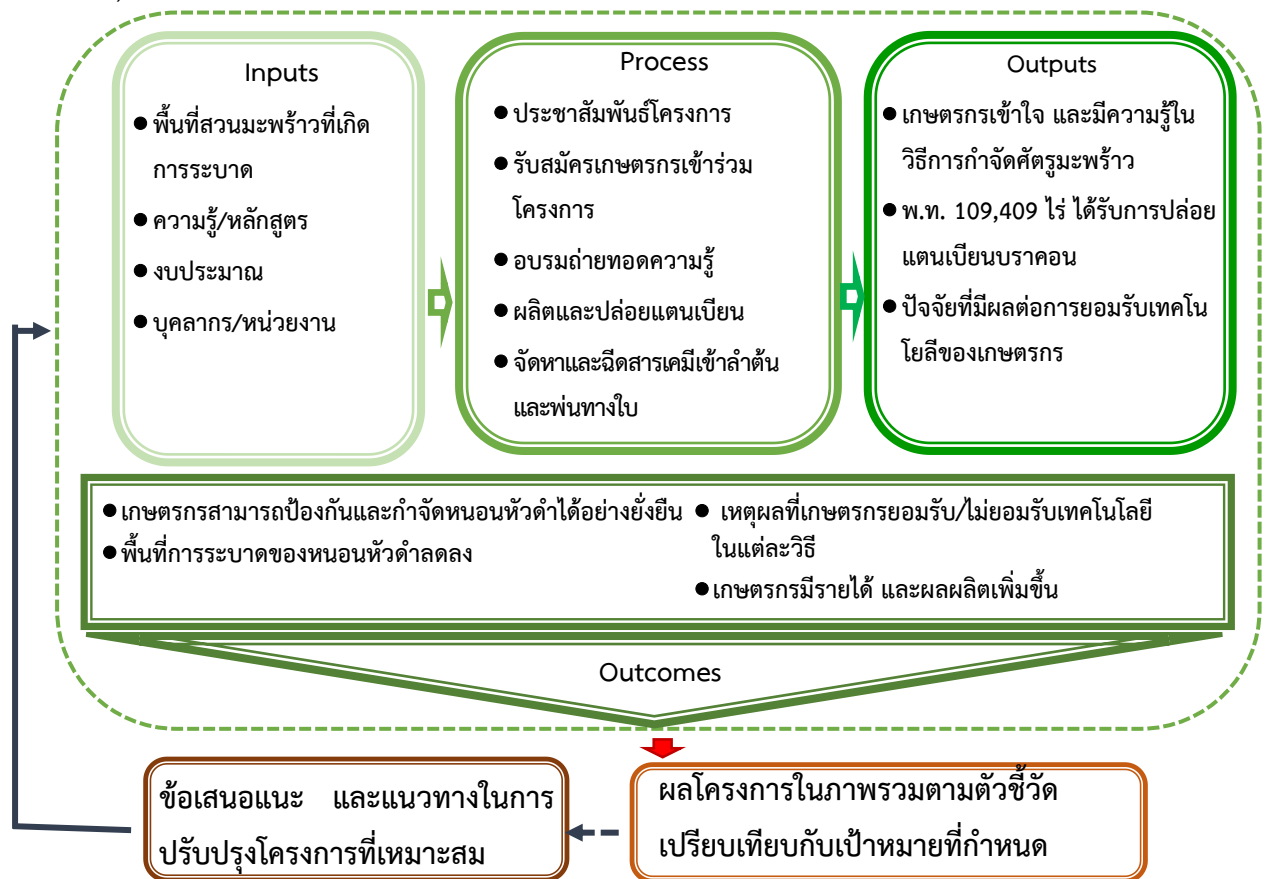 Inputs
● พื้นที่สวนมะพร้าวที่เกิด
การระบาด
● ความรู้/หลักสูตร
● งบประมาณ
● บุคลากร/หน่วยงาน
Process
● ประชาสัมพันธ์โครงการ
● รับสมัครเกษตรกรเข้าร่วม
โครงการ
● อบรมถ่ายทอดความรู้
● ผลิตและปล่อยแตนเบียน
● จัดหาและฉีดสารเคมีเข้าลำต้น
และพ่นทางใบ
Outputs
● เกษตรกรเข้าใจ และมีความรู้ใน
วิธีการกำจัดศัตรูมะพร้าว
● พ.ท. 109,409 ไร่ ได้รับการปล่อย
แตนเบียนบราคอน
● ปัจจัยที่มีผลต่อการยอมรับเทคโน
โยลีของเกษตรกร
● เกษตรกรสามารถป้องกันและกำจัดหนอนหัวดำได้อย่างยั่งยืน
● พื้นที่การระบาดของหนอนหัวดำลดลง
● เหตุผลที่เกษตรกรยอมรับ/ไม่ยอมรับเทคโนโลยี
ในแต่ละวิธี
● เกษตรกรมีรายได้ และผลผลิตเพิ่มขึ้น
Outcomes
ผลโครงการในภาพรวมตามตัวชี้วัด
เปรียบเทียบกับเป้าหมายที่กำหนด
ข้อเสนอแนะ และแนวทางในการ
ปรับปรุงโครงการที่เหมาะสม